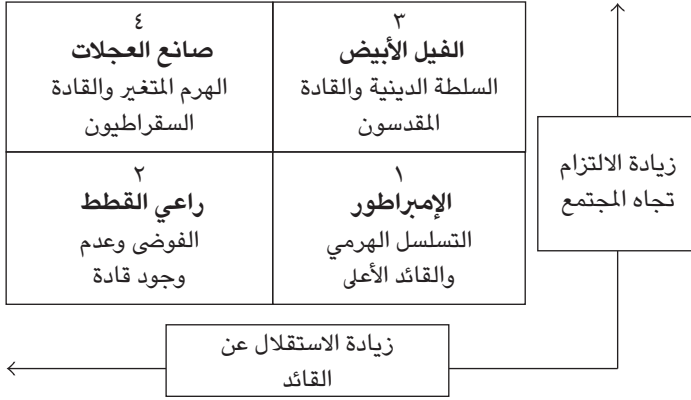 ٣
الفيل الأبيض
السلطة الدينية والقادة
المقدسون
٤
صانع العجلات
الهرم المتغير والقادة
السقراطيون
١
الإمبراطور
التسلسل الهرمي
والقائد الأعلى
٢
راعي القطط
الفوضى وعدم
وجود قادة
زيادة الالتزام
تجاه المجتمع
زيادة الاستقلال عن
القائد